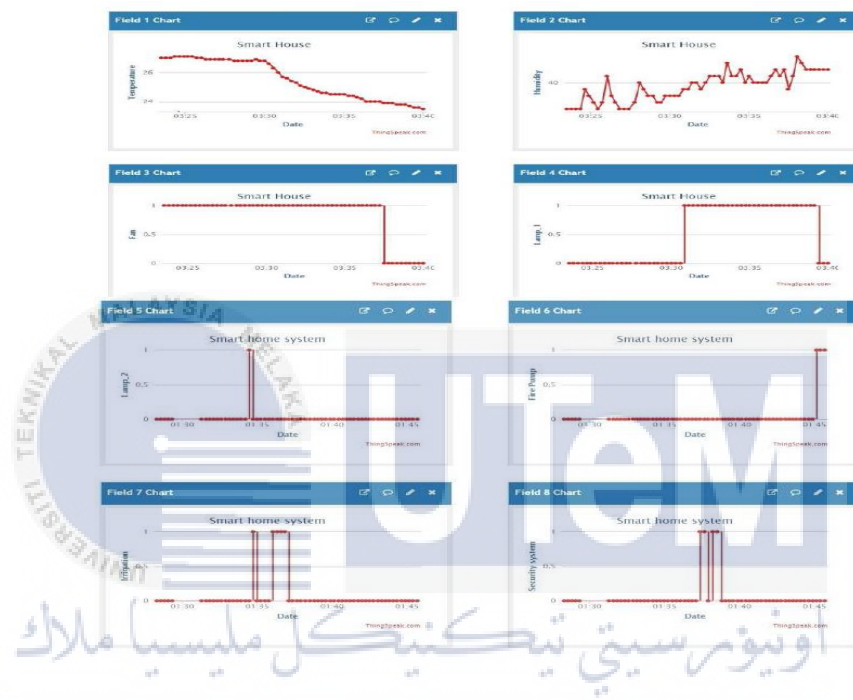 Field 1 Chart
Smart House
Temperature
26
24
03:25 03:30 03:35 03:40
Date
ThingSpeak.com
Field 2 Chart
Smart House
Humidity
40
03:25 03:30 03:35 03:40
Date
ThingSpeak.com
Field 3 Chart
Smart House
Fan
1
0.5
0
03:25 03:30 03:35 03:40
Date
ThingSpeak.com
Field 4 Chart
Smart House
Lamp_1
1
0.5
0
03:25 03:30 03:35 03:40
Date
ThingSpeak.com
Field 5 Chart
Smart home system
Lamp_2
1
0.5
0
01:30 01:35 01:40 01:45
Date
ThingSpeak.com
Field 6 Chart
Smart home system
Fire Pump
1
0.5
0
01:30 01:35 01:40 01:45
Date
ThingSpeak.com
Field 7 Chart
Smart home system
Irrigation
1
0.5
0
01:30 01:35 01:40 01:45
Date
ThingSpeak.com
Field 8 Chart
Smart home system
Security system
1
0.5
0
01:30 01:35 01:40 01:45
Date
ThingSpeak.com
UNIVERSITI TEKNIKAL MALAYSIA MELAKA
UTeM
اونيۏرسيتي تيكنيكل مليسيا ملاك